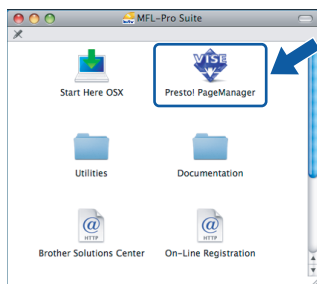 MFL-Pro Suite
VISE
Start Here OSX
Presto! PageManager
Utilities
Documentation
@
HTTP
@
HTTP
Brother Solutions Center
On-Line Registration